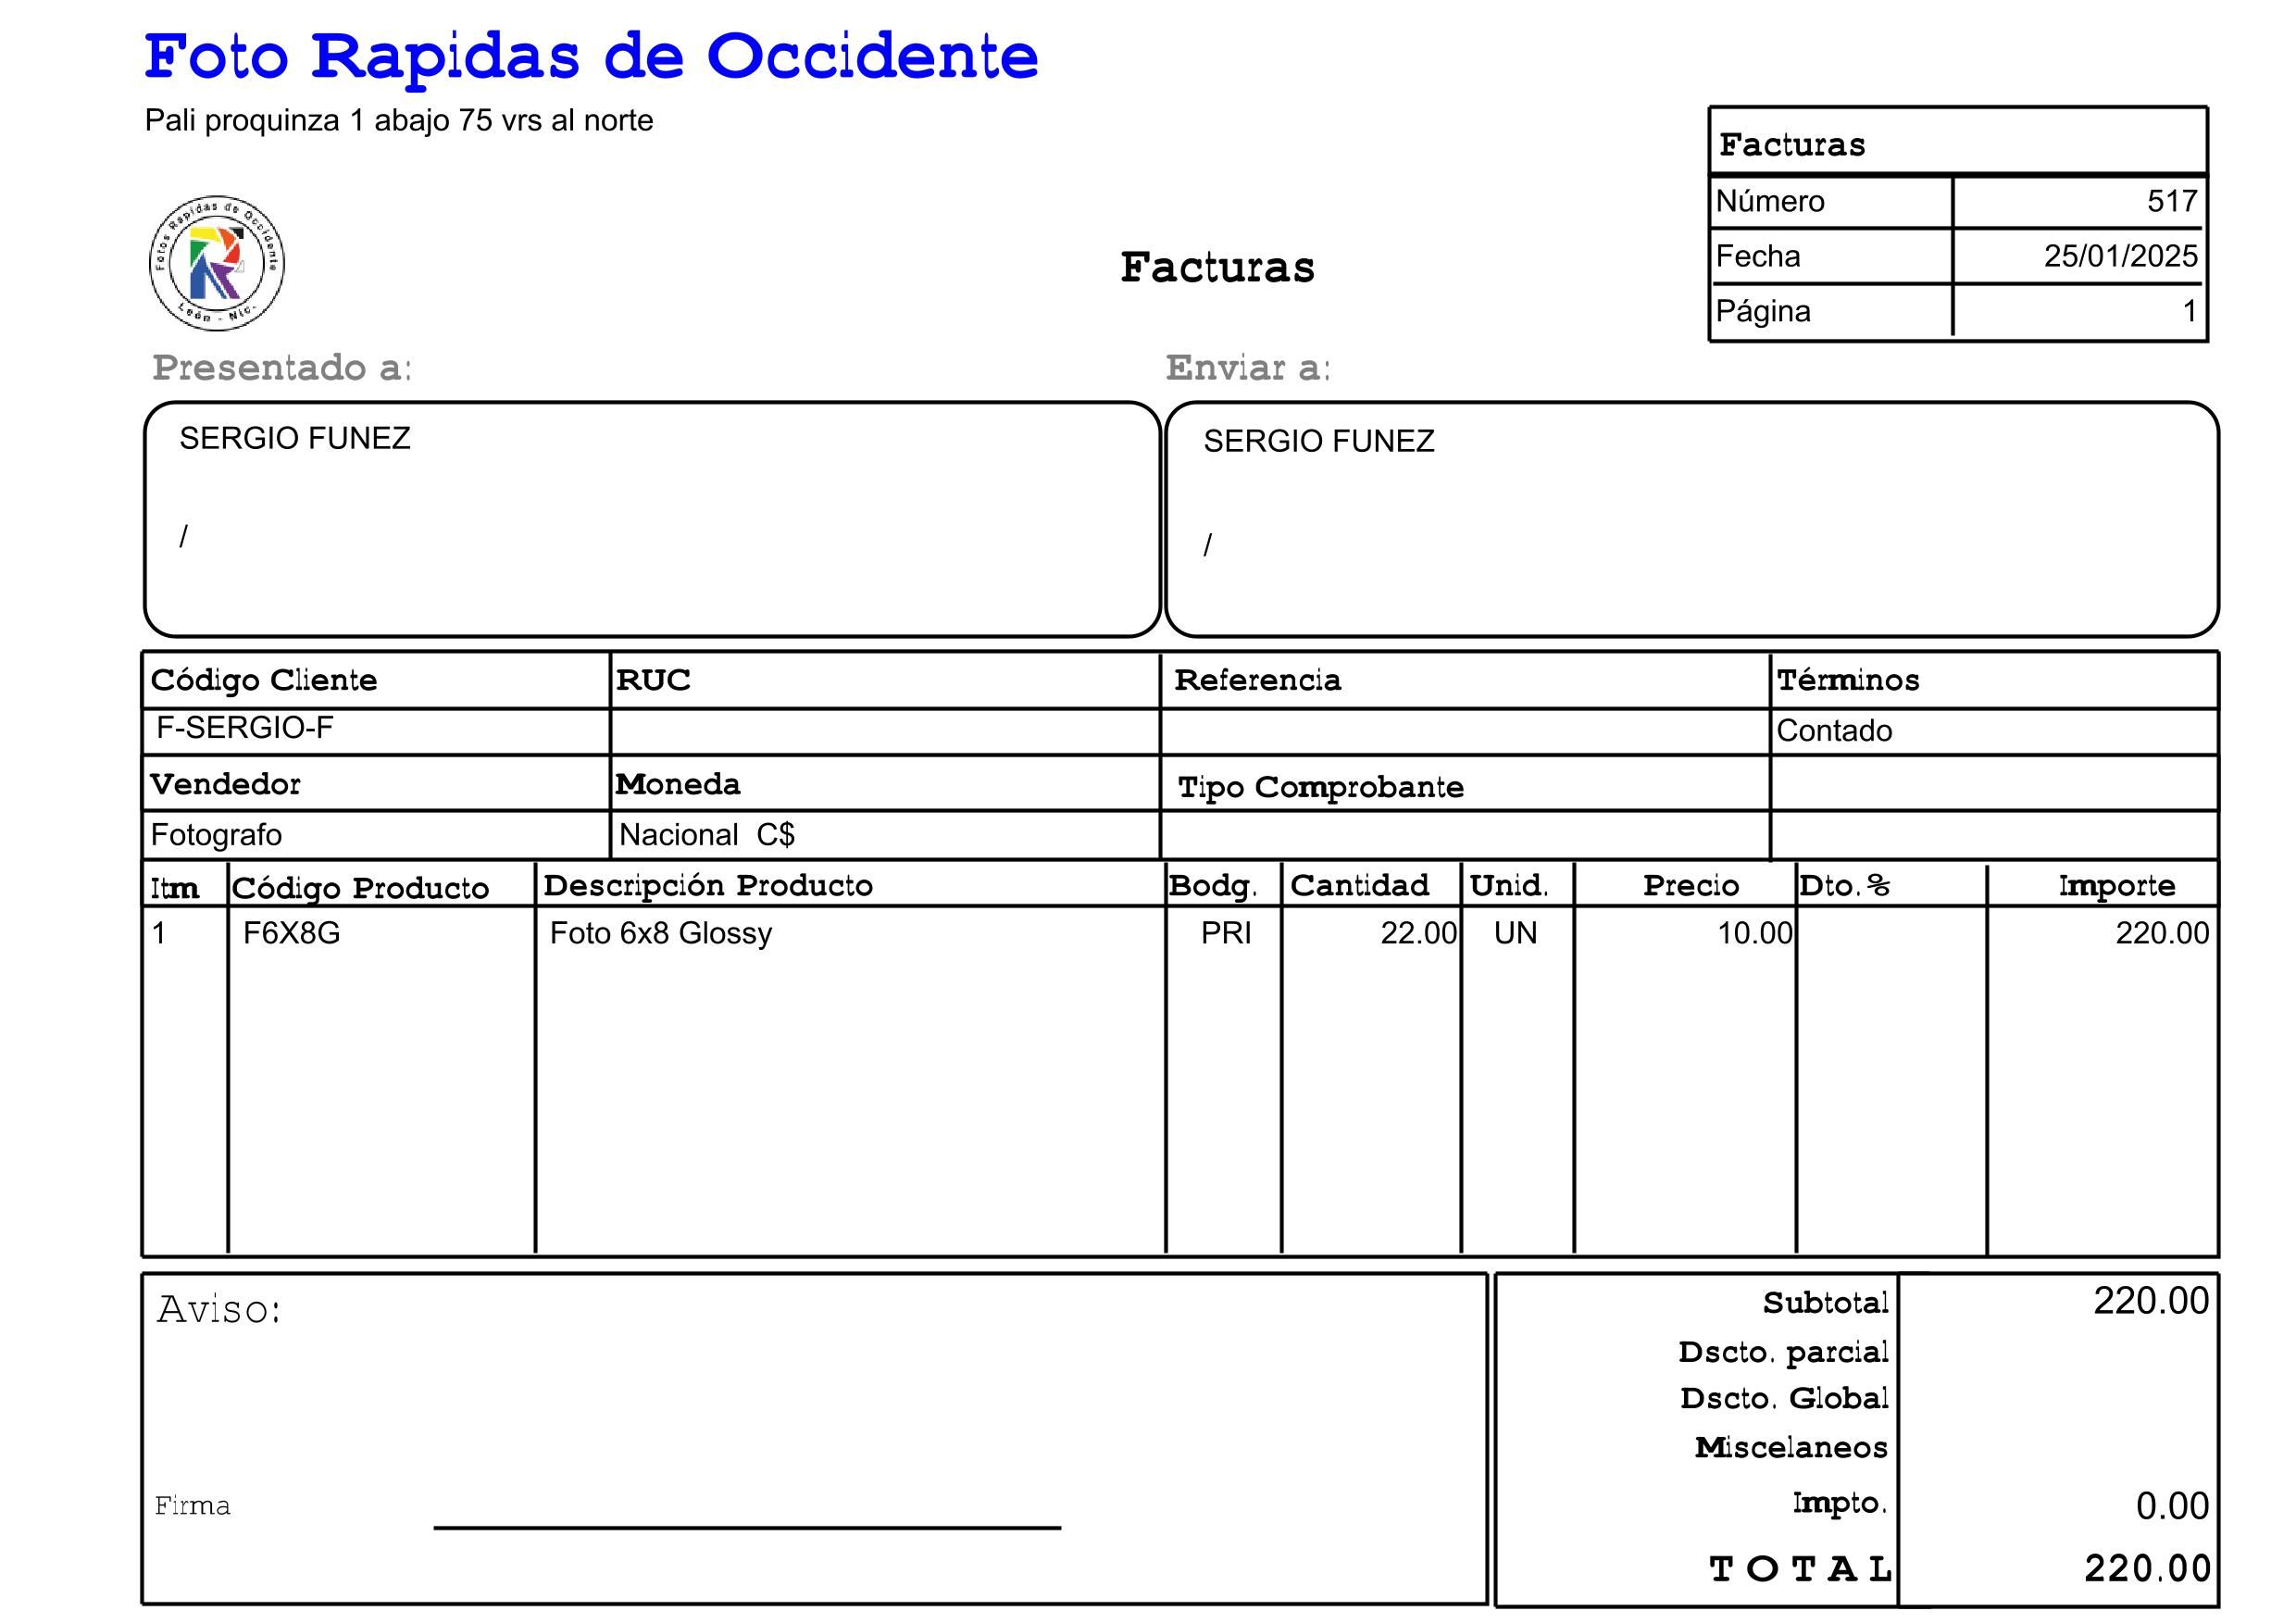 Foto Rapidas de Occidente
Pali proquinza 1 abajo 75 vrs al norte
Facturas
Número 517
Fecha 25/01/2025
Página 1
Fotos Rapidas de Occidente
León - Nic.
Facturas
Presentado a: Enviar a:
SERGIO FUNEZ SERGIO FUNEZ
/ /
Código Cliente RUC Referencia Términos
F-SERGIO-F Contado
Vendedor Moneda Tipo Comprobante
Fotografo Nacional C$
Itm Código Producto Descripción Producto Bodg. Cantidad Unid. Precio Dto.% Importe
1 F6X8G Foto 6x8 Glossy PRI 22.00 UN 10.00 220.00
Aviso:
Subtotal 220.00
Dscto. parcial
Dscto. Global
Miscelaneos
Firma
Impto. 0.00
TOTAL 220.00